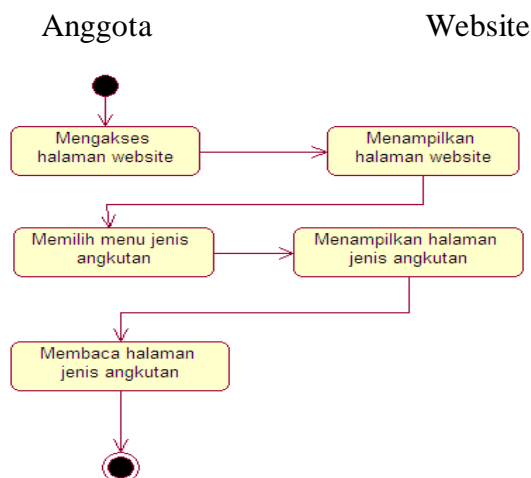 Anggota
Website
Mengakses
halaman website
Menampilkan
halaman website
Memilih menu jenis
angkutan
Menampilkan halaman
jenis angkutan
Membaca halaman
jenis angkutan